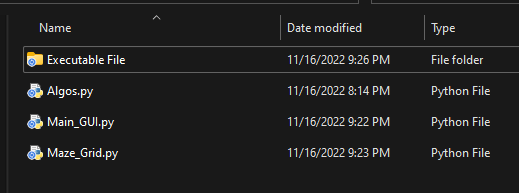 Name Date modified Type
Executable File 11/16/2022 9:26 PM File folder
Algos.py 11/16/2022 8:14 PM Python File
Main_GUI.py 11/16/2022 9:22 PM Python File
Maze_Grid.py 11/16/2022 9:23 PM Python File